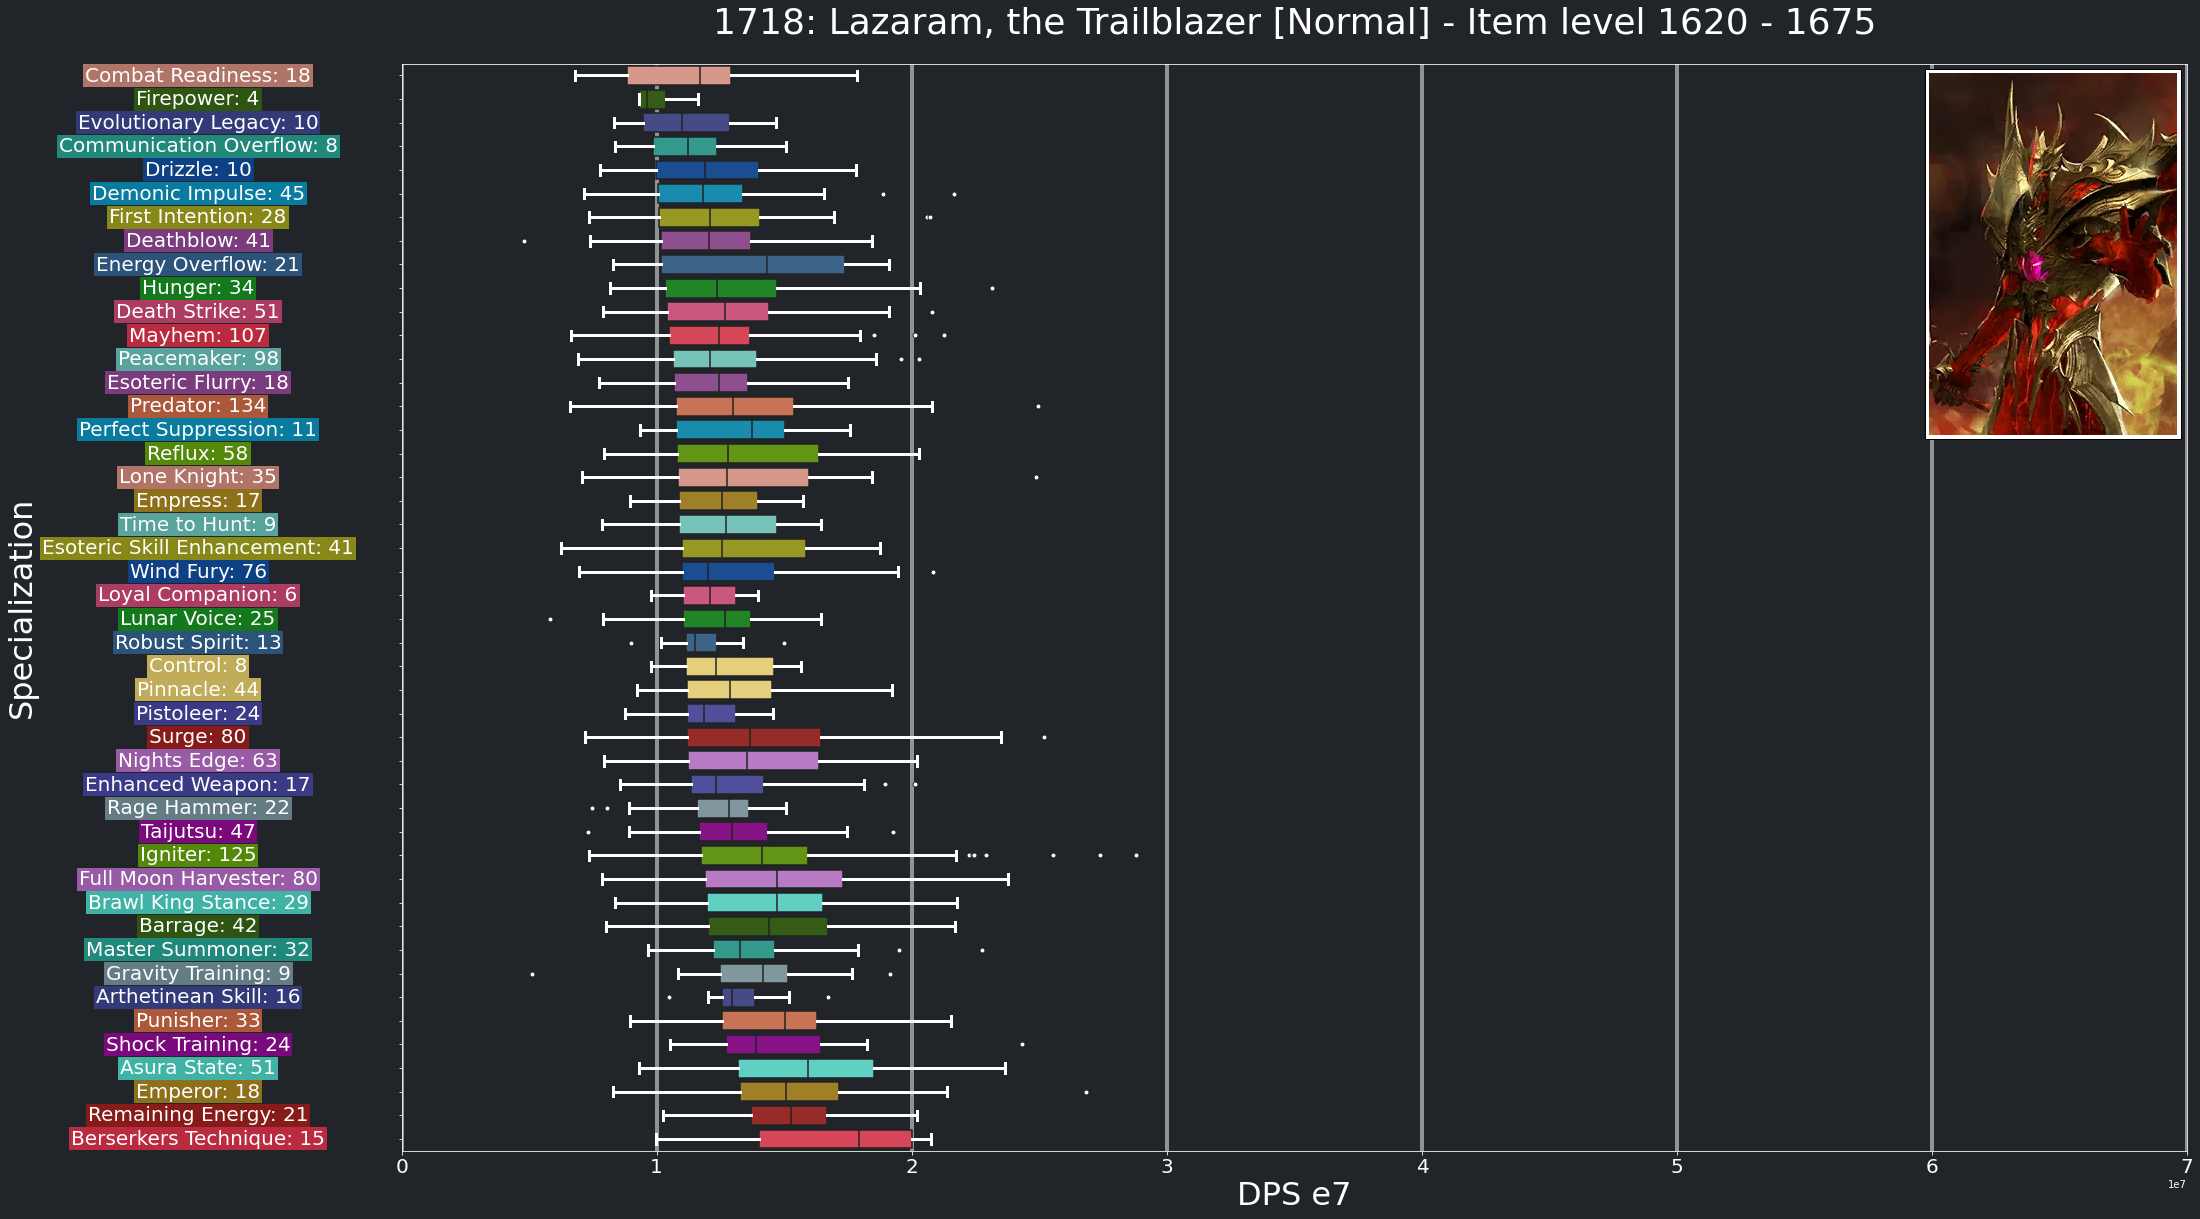 1718: Lazaram, the Trailblazer [Normal] - Item level 1620 - 1675
Specialization
Combat Readiness: 18
Firepower: 4
Evolutionary Legacy: 10
Communication Overflow: 8
Drizzle: 10
Demonic Impulse: 45
First Intention: 28
Deathblow: 41
Energy Overflow: 21
Hunger: 34
Death Strike: 51
Mayhem: 107
Peacemaker: 98
Esoteric Flurry: 18
Predator: 134
Perfect Suppression: 11
Reflux: 58
Lone Knight: 35
Empress: 17
Time to Hunt: 9
Esoteric Skill Enhancement: 41
Wind Fury: 76
Loyal Companion: 6
Lunar Voice: 25
Robust Spirit: 13
Control: 8
Pinnacle: 44
Pistoleer: 24
Surge: 80
Nights Edge: 63
Enhanced Weapon: 17
Rage Hammer: 22
Taijutsu: 47
Igniter: 125
Full Moon Harvester: 80
Brawl King Stance: 29
Barrage: 42
Master Summoner: 32
Gravity Training: 9
Arthetinean Skill: 16
Punisher: 33
Shock Training: 24
Asura State: 51
Emperor: 18
Remaining Energy: 21
Berserkers Technique: 15
0 1 2 3 4 5 6 7
1e7
DPS e7